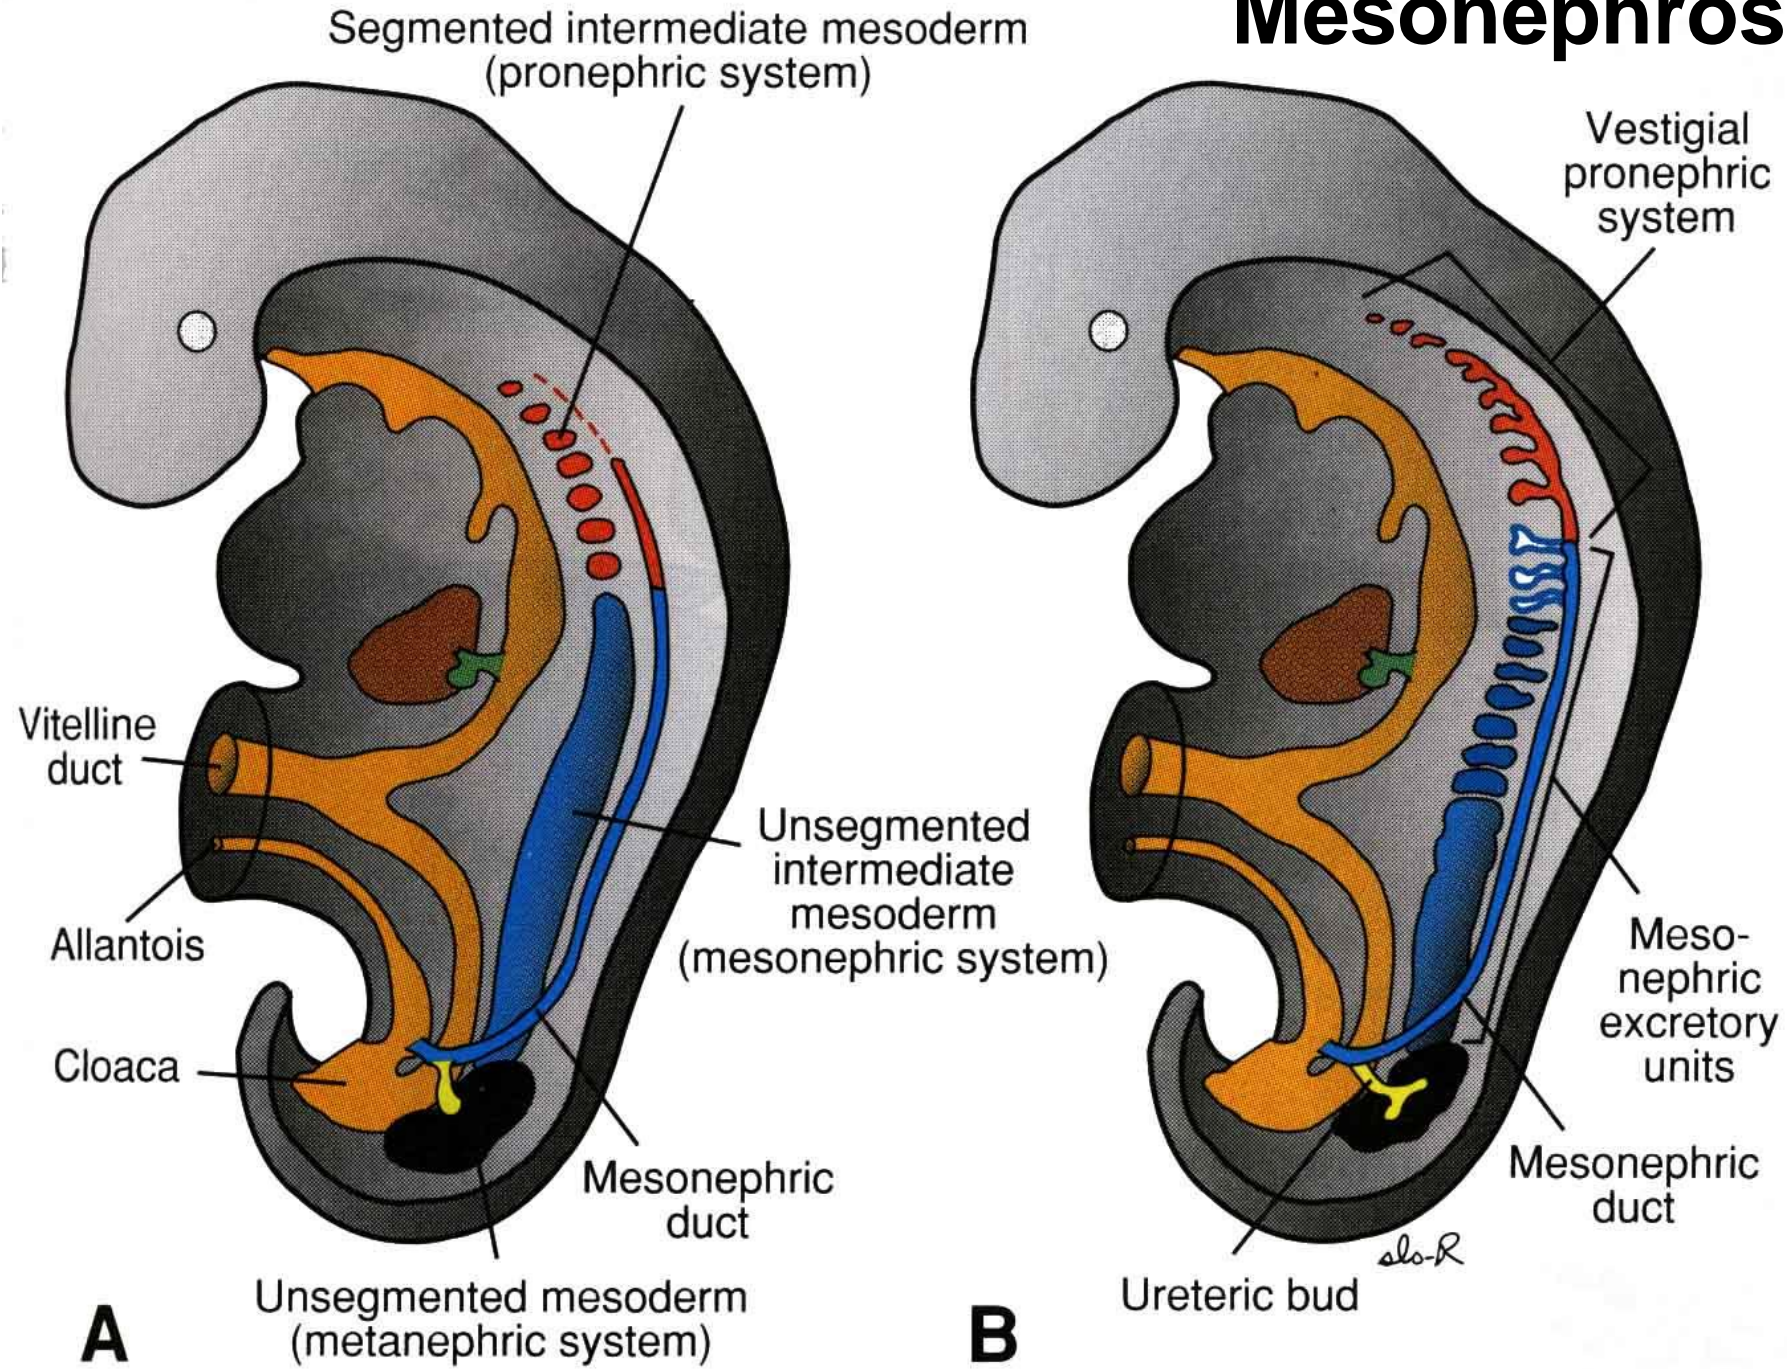 Mesonephros
Segmented intermediate mesoderm
(pronephric system)
Vestigial
pronephric
system
Vitelline
duct
Allantois
Cloaca
Unsegmented
intermediate
mesoderm
(mesonephric system)
Mesonephric
duct
Unsegmented mesoderm
(metanephric system)
A
Meso-
nephric
excretory
units
Mesonephric
duct
Ureteric bud
sls-R
B